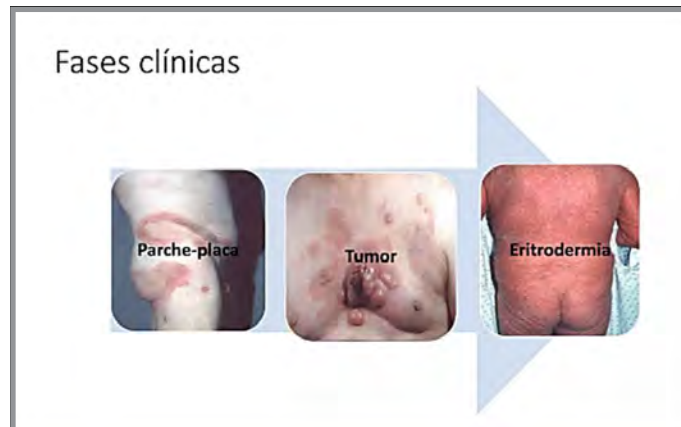 Fases clínicas
Parche-placa
Tumor
Eritrodermia